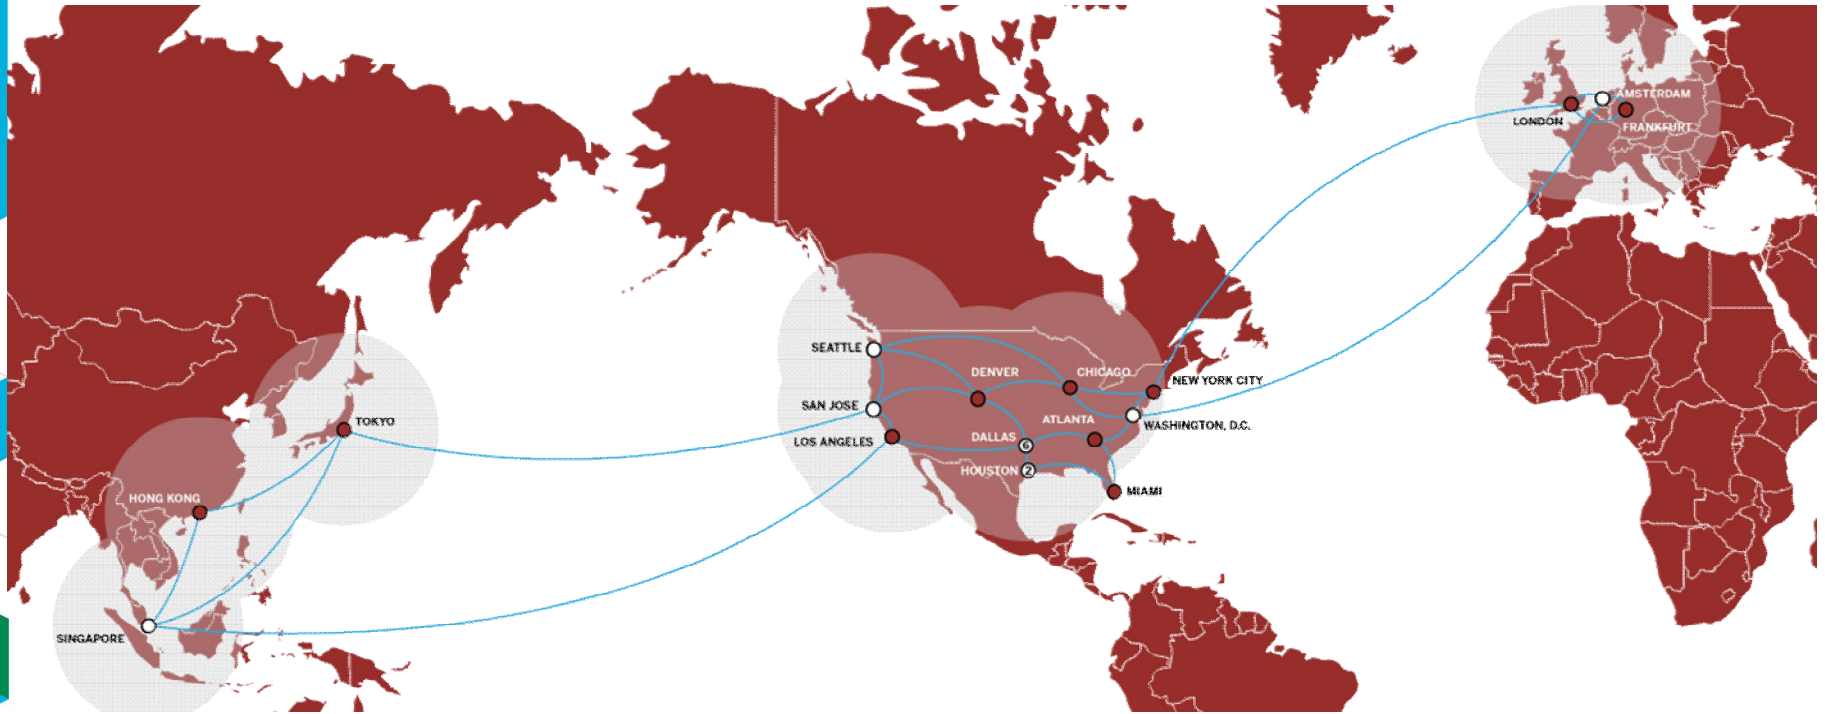 AMSTERDAM
LONDON
FRANKFURT
SEATTLE
DENVER
CHICAGO
NEW YORK CITY
SAN JOSE
TOKYO
ATLANTA
WASHINGTON, D.C.
LOS ANGELES
DALLAS
6
HOUSTON
2
MIAMI
HONG KONG
SINGAPORE